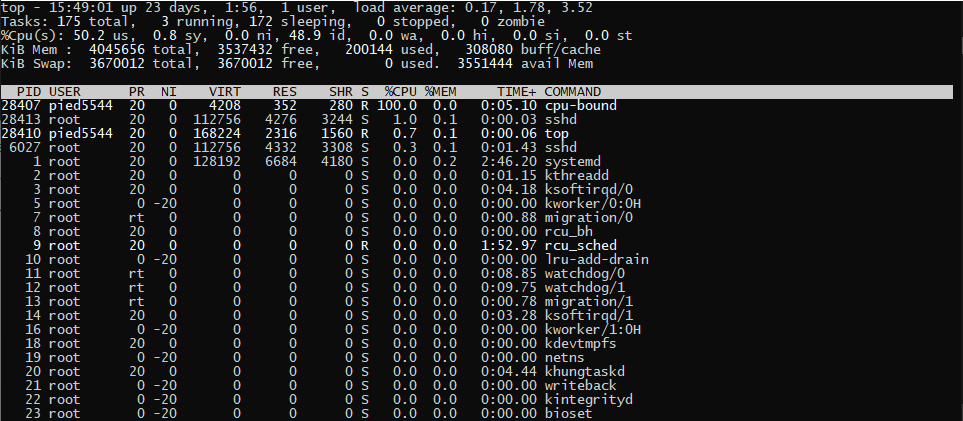 top - 15:49:01 up 23 days,  1:56,  1 user,  load average: 0.17, 1.78, 3.52
Tasks: 175 total,   3 running, 172 sleeping,   0 stopped,   0 zombie
%Cpu(s): 50.2 us,  0.8 sy,  0.0 ni, 48.9 id,  0.0 wa,  0.0 hi,  0.0 si,  0.0 st
KiB Mem :  4045656 total,  3537432 free,   200144 used,   308080 buff/cache
KiB Swap:  3670012 total,  3670012 free,        0 used.  3551444 avail Mem
  PID USER      PR  NI    VIRT    RES    SHR S  %CPU %MEM     TIME+ COMMAND
28407 pied5544  20   0    4208    352    280 R 100.0  0.0   0:05.10 cpu-bound
28413 root      20   0  112756   4276   3244 S   1.0  0.1   0:00.03 sshd
28410 pied5544  20   0  168224   2316   1560 R   0.7  0.1   0:00.06 top
 6027 root      20   0  112756   4332   3308 S   0.3  0.1   0:01.43 sshd
    1 root      20   0  128192   6684   4180 S   0.0  0.2   2:46.20 systemd
    2 root      20   0       0      0      0 S   0.0  0.0   0:01.15 kthreadd
    3 root      20   0       0      0      0 S   0.0  0.0   0:04.18 ksoftirqd/0
    5 root       0 -20       0      0      0 S   0.0  0.0   0:00.00 kworker/0:0H
    7 root      rt   0       0      0      0 S   0.0  0.0   0:00.88 migration/0
    8 root      20   0       0      0      0 S   0.0  0.0   0:00.00 rcu_bh
    9 root      20   0       0      0      0 R   0.0  0.0   1:52.97 rcu_sched
   10 root       0 -20       0      0      0 S   0.0  0.0   0:00.00 lru-add-drain
   11 root      rt   0       0      0      0 S   0.0  0.0   0:08.85 watchdog/0
   12 root      rt   0       0      0      0 S   0.0  0.0   0:09.75 watchdog/1
   13 root      rt   0       0      0      0 S   0.0  0.0   0:00.78 migration/1
   14 root      20   0       0      0      0 S   0.0  0.0   0:03.28 ksoftirqd/1
   16 root       0 -20       0      0      0 S   0.0  0.0   0:00.00 kworker/1:0H
   18 root      20   0       0      0      0 S   0.0  0.0   0:00.00 kdevtmpfs
   19 root       0 -20       0      0      0 S   0.0  0.0   0:00.00 netns
   20 root      20   0       0      0      0 S   0.0  0.0   0:04.44 khungtaskd
   21 root       0 -20       0      0      0 S   0.0  0.0   0:00.00 writeback
   22 root       0 -20       0      0      0 S   0.0  0.0   0:00.00 kintegrityd
   23 root       0 -20       0      0      0 S   0.0  0.0   0:00.00 bioset